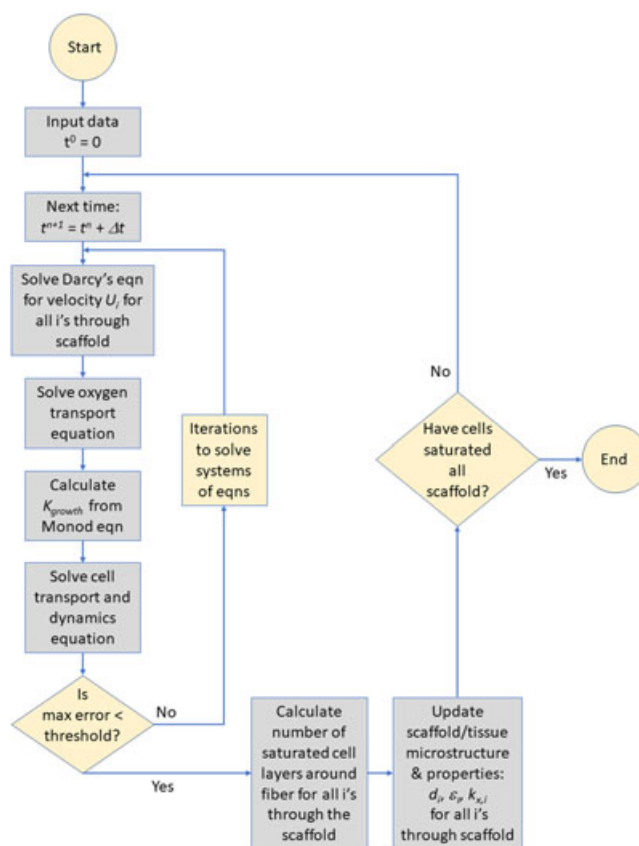 Start
Input data
t⁰ = 0
Next time:
tⁿ⁺¹ = tⁿ + Δt
Solve Darcy's eqn
for velocity Uᵢ for
all i's through
scaffold
Solve oxygen
transport
equation
Calculate
K_growth from
Monod eqn
Solve cell
transport and
dynamics
equation
Is
max error <
threshold?
No
Yes
Iterations
to solve
systems
of eqns
Calculate
number of
saturated cell
layers around
fiber for all i's
through the
scaffold
Update
scaffold/tissue
microstructure
& properties:
dᵢ, εᵢ, kₓ,ᵢ
for all i's
through scaffold
Have cells
saturated
all
scaffold?
No
Yes
End